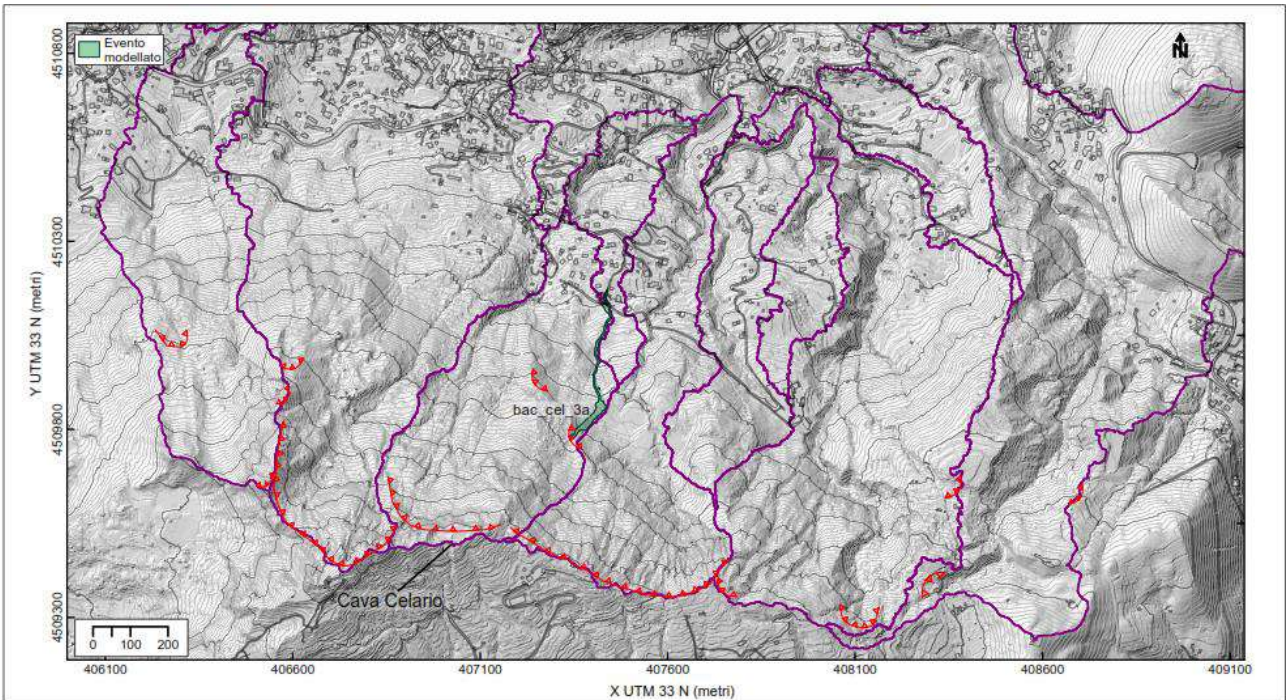 Evento
modellato
N
4510800
4510300
4509800
4509300
Y UTM 33 N (metri)
bac_cel_3a
Cava Celario
0 100 200
406100 406600 407100 407600 408100 408600 409100
X UTM 33 N (metri)